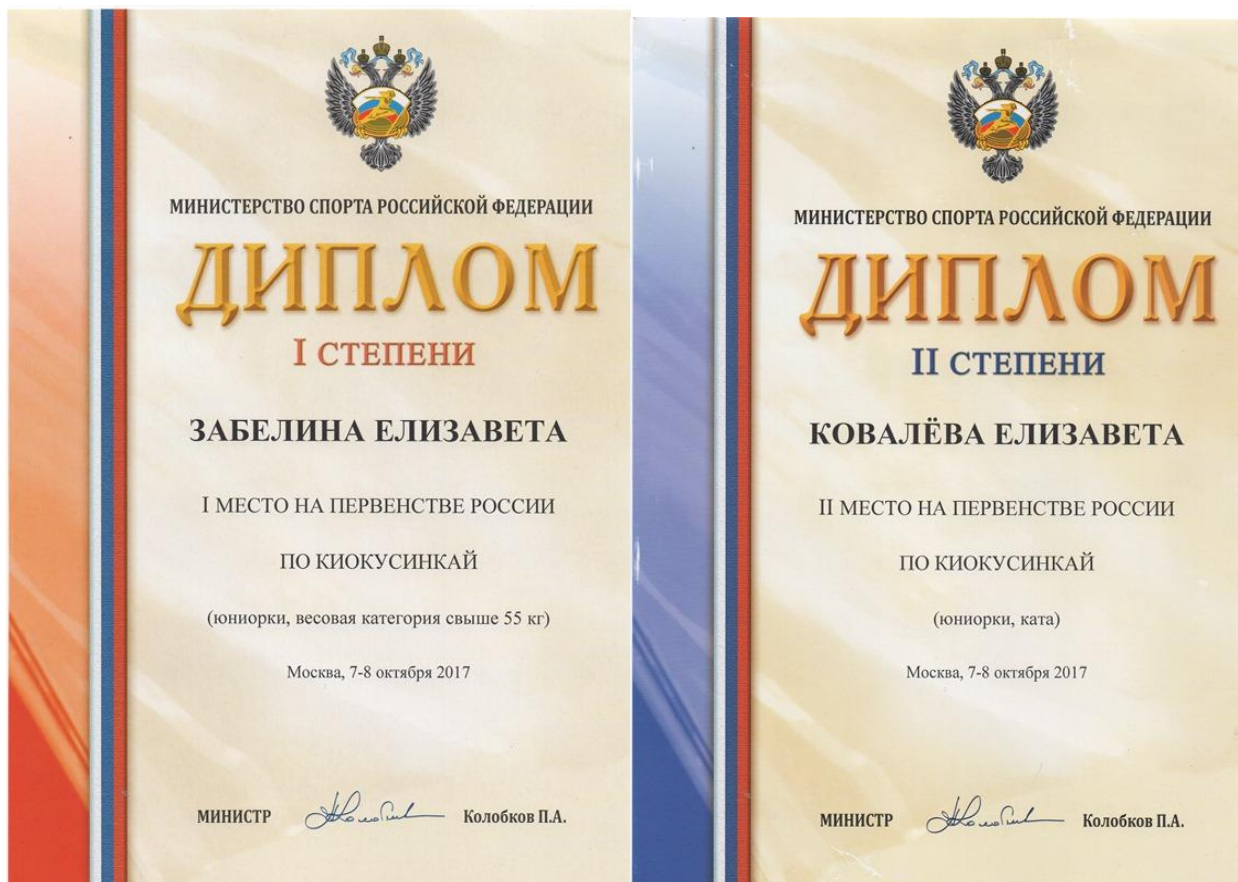 МИНИСТЕРСТВО СПОРТА РОССИЙСКОЙ ФЕДЕРАЦИИ
ДИПЛОМ
I СТЕПЕНИ
ЗАБЕЛИНА ЕЛИЗАВЕТА
I МЕСТО НА ПЕРВЕНСТВЕ РОССИИ
ПО КИОКУСИНКАЙ
(юниорки, весовая категория свыше 55 кг)
Москва, 7-8 октября 2017
МИНИСТР Колобков П.А.
МИНИСТЕРСТВО СПОРТА РОССИЙСКОЙ ФЕДЕРАЦИИ
ДИПЛОМ
II СТЕПЕНИ
КОВАЛЁВА ЕЛИЗАВЕТА
II МЕСТО НА ПЕРВЕНСТВЕ РОССИИ
ПО КИОКУСИНКАЙ
(юниорки, ката)
Москва, 7-8 октября 2017
МИНИСТР Колобков П.А.